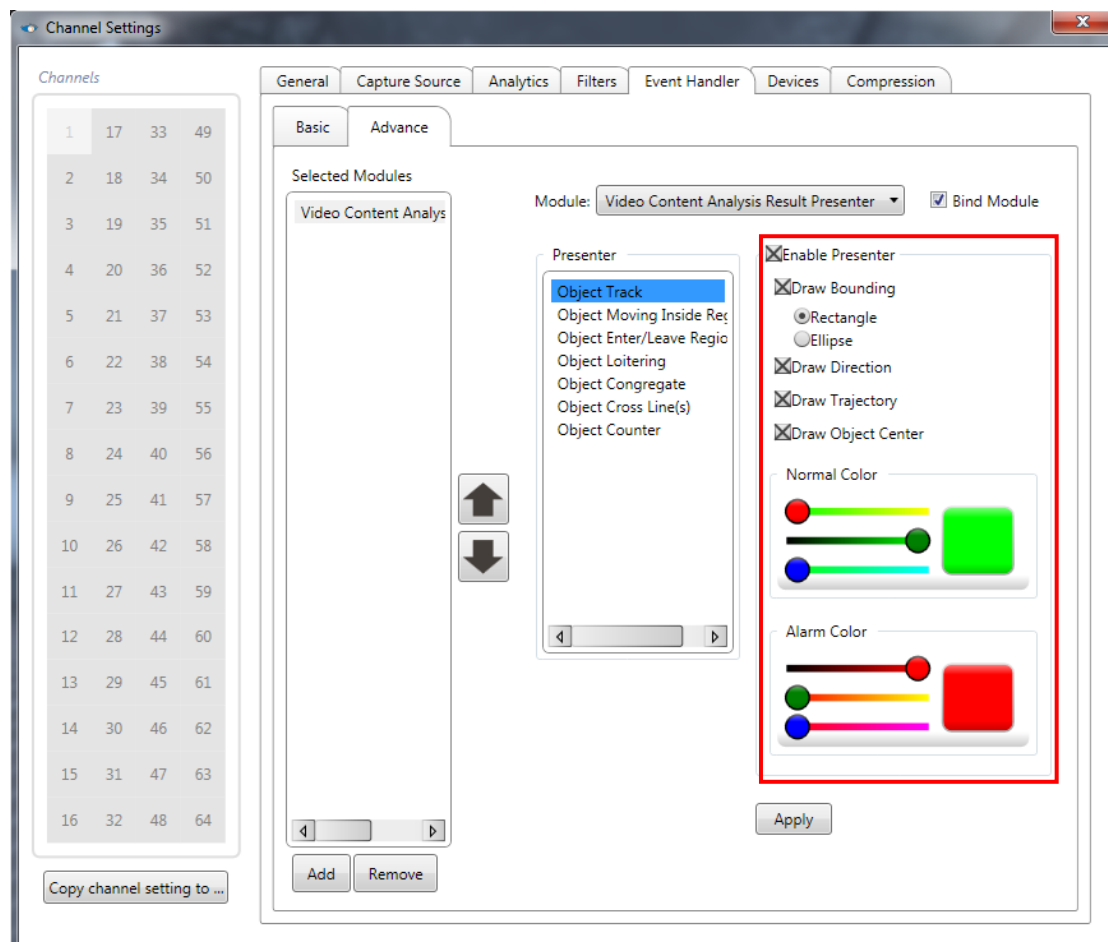 Channel Settings
Channels
1 17 33 49
2 18 34 50
3 19 35 51
4 20 36 52
5 21 37 53
6 22 38 54
7 23 39 55
8 24 40 56
9 25 41 57
10 26 42 58
11 27 43 59
12 28 44 60
13 29 45 61
14 30 46 62
15 31 47 63
16 32 48 64
Copy channel setting to ...
General Capture Source Analytics Filters Event Handler Devices Compression
Basic Advance
Selected Modules
Video Content Analys
Add Remove
Module: Video Content Analysis Result Presenter Bind Module
Presenter
Object Track
Object Moving Inside Reg
Object Enter/Leave Regio
Object Loitering
Object Congregate
Object Cross Line(s)
Object Counter
Enable Presenter
Draw Bounding
Rectangle
Ellipse
Draw Direction
Draw Trajectory
Draw Object Center
Normal Color
Alarm Color
Apply